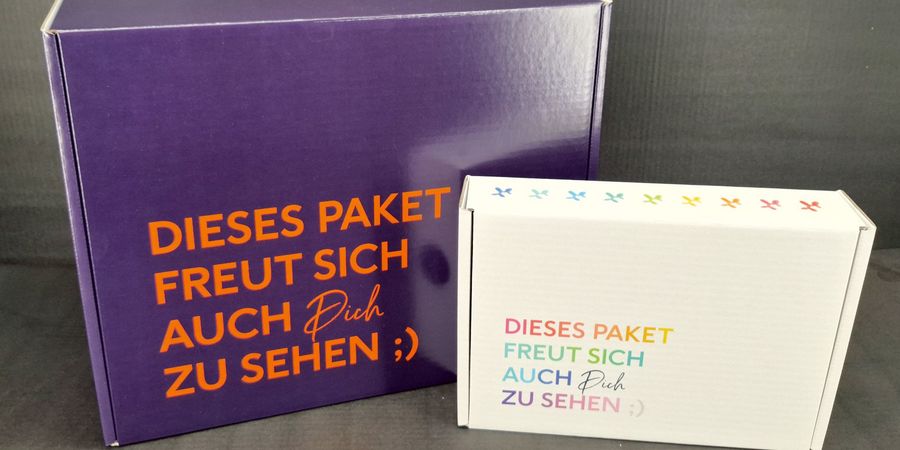 DIESES PAKET
FREUT SICH
AUCH Dich
ZU SEHEN ;)
DIESES PAKET
FREUT SICH
AUCH Dich
ZU SEHEN ;)